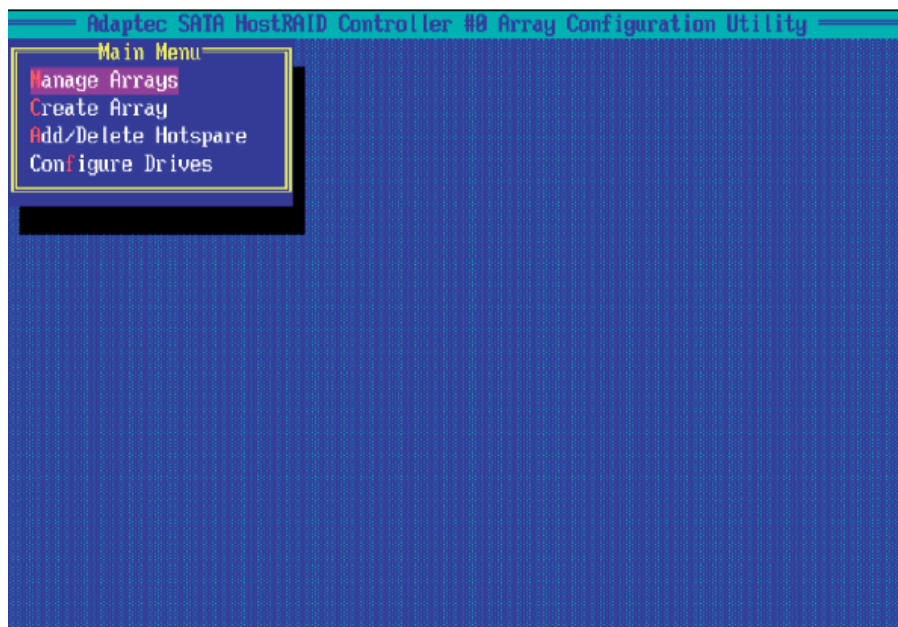 Adaptec SATA HostRAID Controller #0 Array Configuration Utility
Main Menu
Manage Arrays
Create Array
Add/Delete Hotspare
Configure Drives